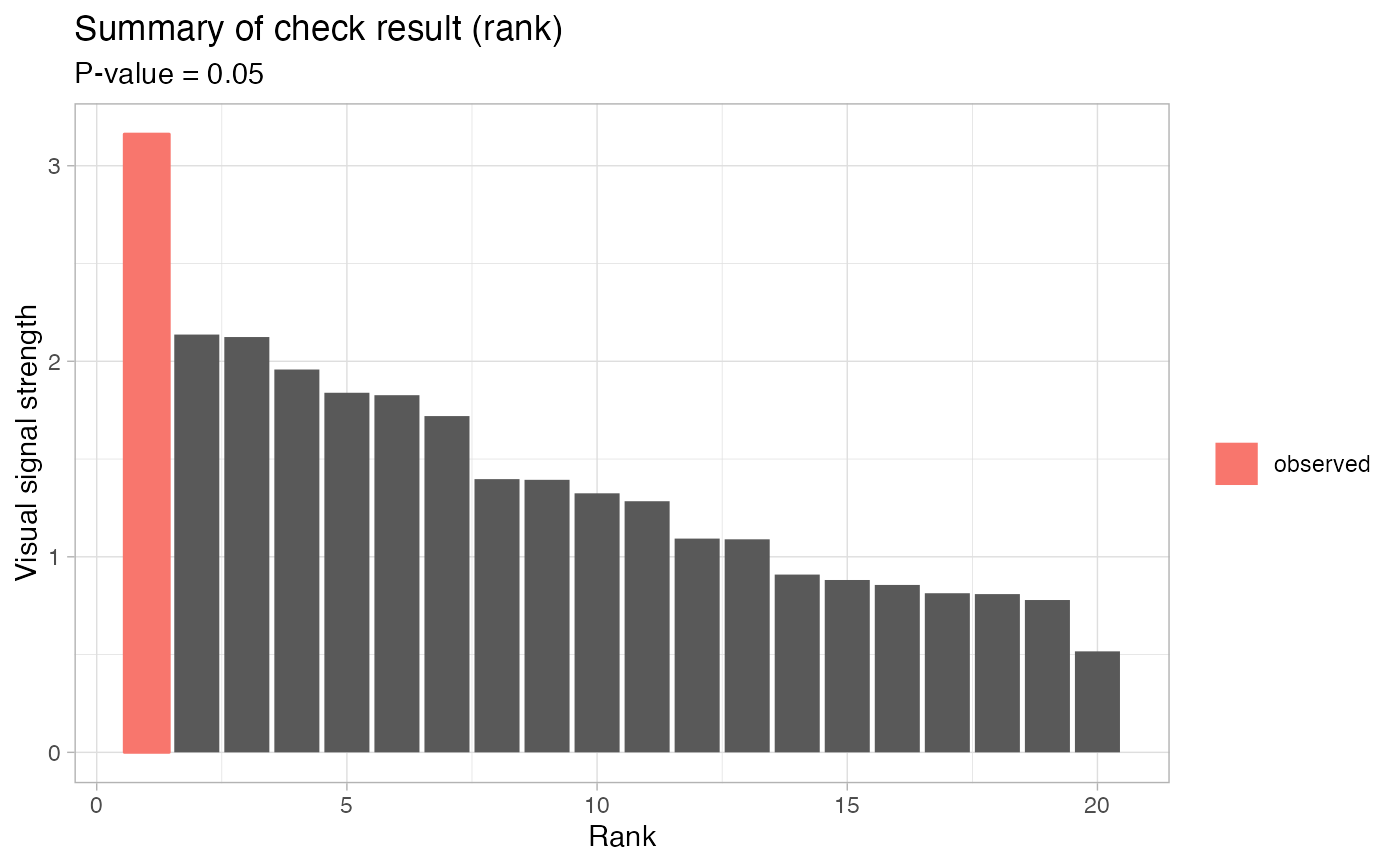 Summary of check result (rank)
P-value = 0.05
Visual signal strength
3
2
1
0
0 5 10 15 20
Rank
observed